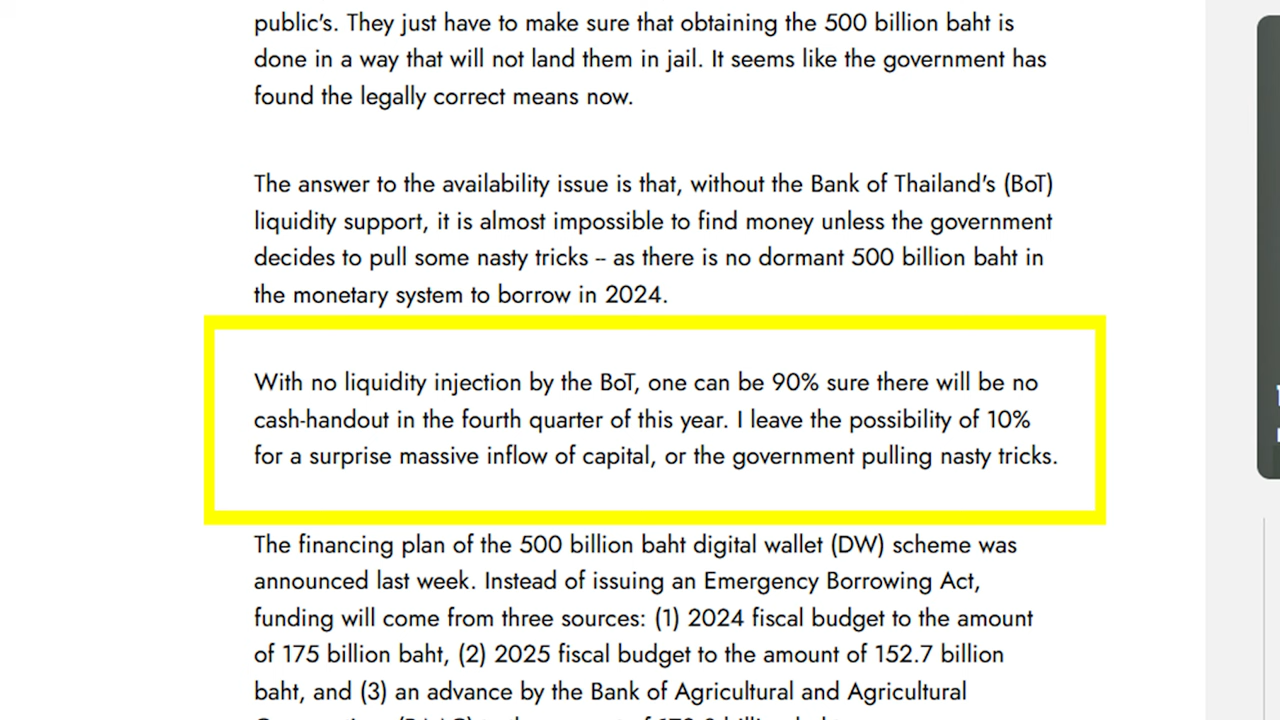 public's. They just have to make sure that obtaining the 500 billion baht is
done in a way that will not land them in jail. It seems like the government has
found the legally correct means now.
The answer to the availability issue is that, without the Bank of Thailand's (BoT)
liquidity support, it is almost impossible to find money unless the government
decides to pull some nasty tricks – as there is no dormant 500 billion baht in
the monetary system to borrow in 2024.
With no liquidity injection by the BoT, one can be 90% sure there will be no
cash-handout in the fourth quarter of this year. I leave the possibility of 10%
for a surprise massive inflow of capital, or the government pulling nasty tricks.
The financing plan of the 500 billion baht digital wallet (DW) scheme was
announced last week. Instead of issuing an Emergency Borrowing Act,
funding will come from three sources: (1) 2024 fiscal budget to the amount
of 175 billion baht, (2) 2025 fiscal budget to the amount of 152.7 billion
baht, and (3) an advance by the Bank of Agricultural and Agricultural